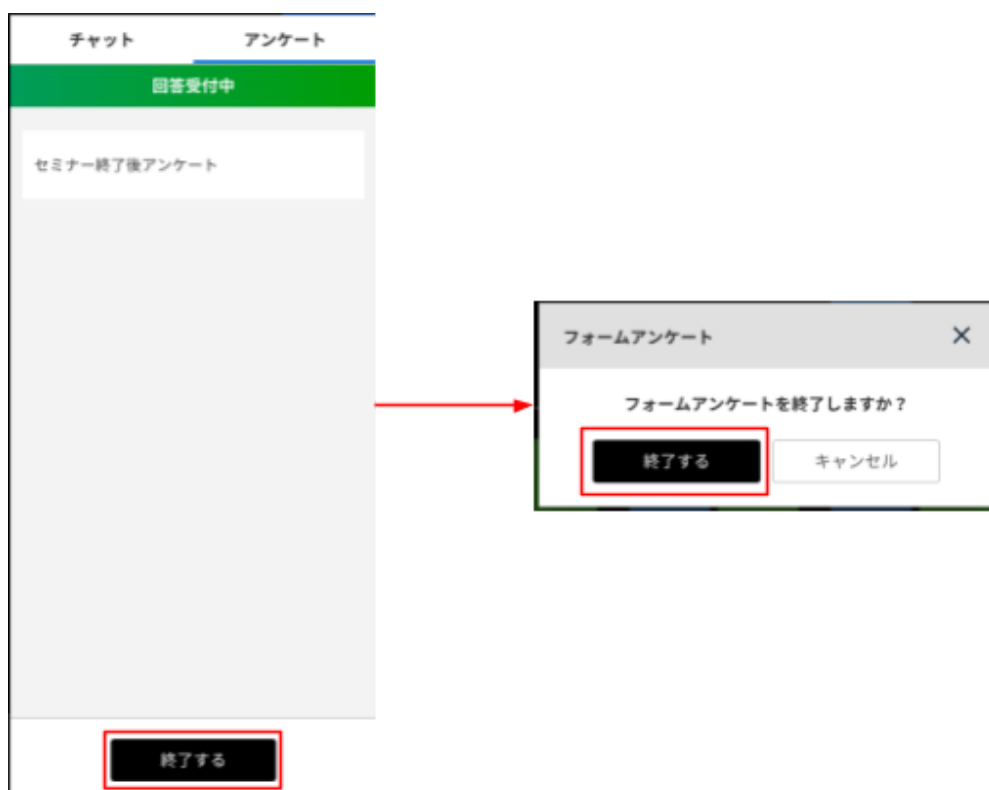 チャット
アンケート
回答受付中
セミナー終了後アンケート
終了する
フォームアンケート
フォームアンケートを終了しますか？
終了する
キャンセル